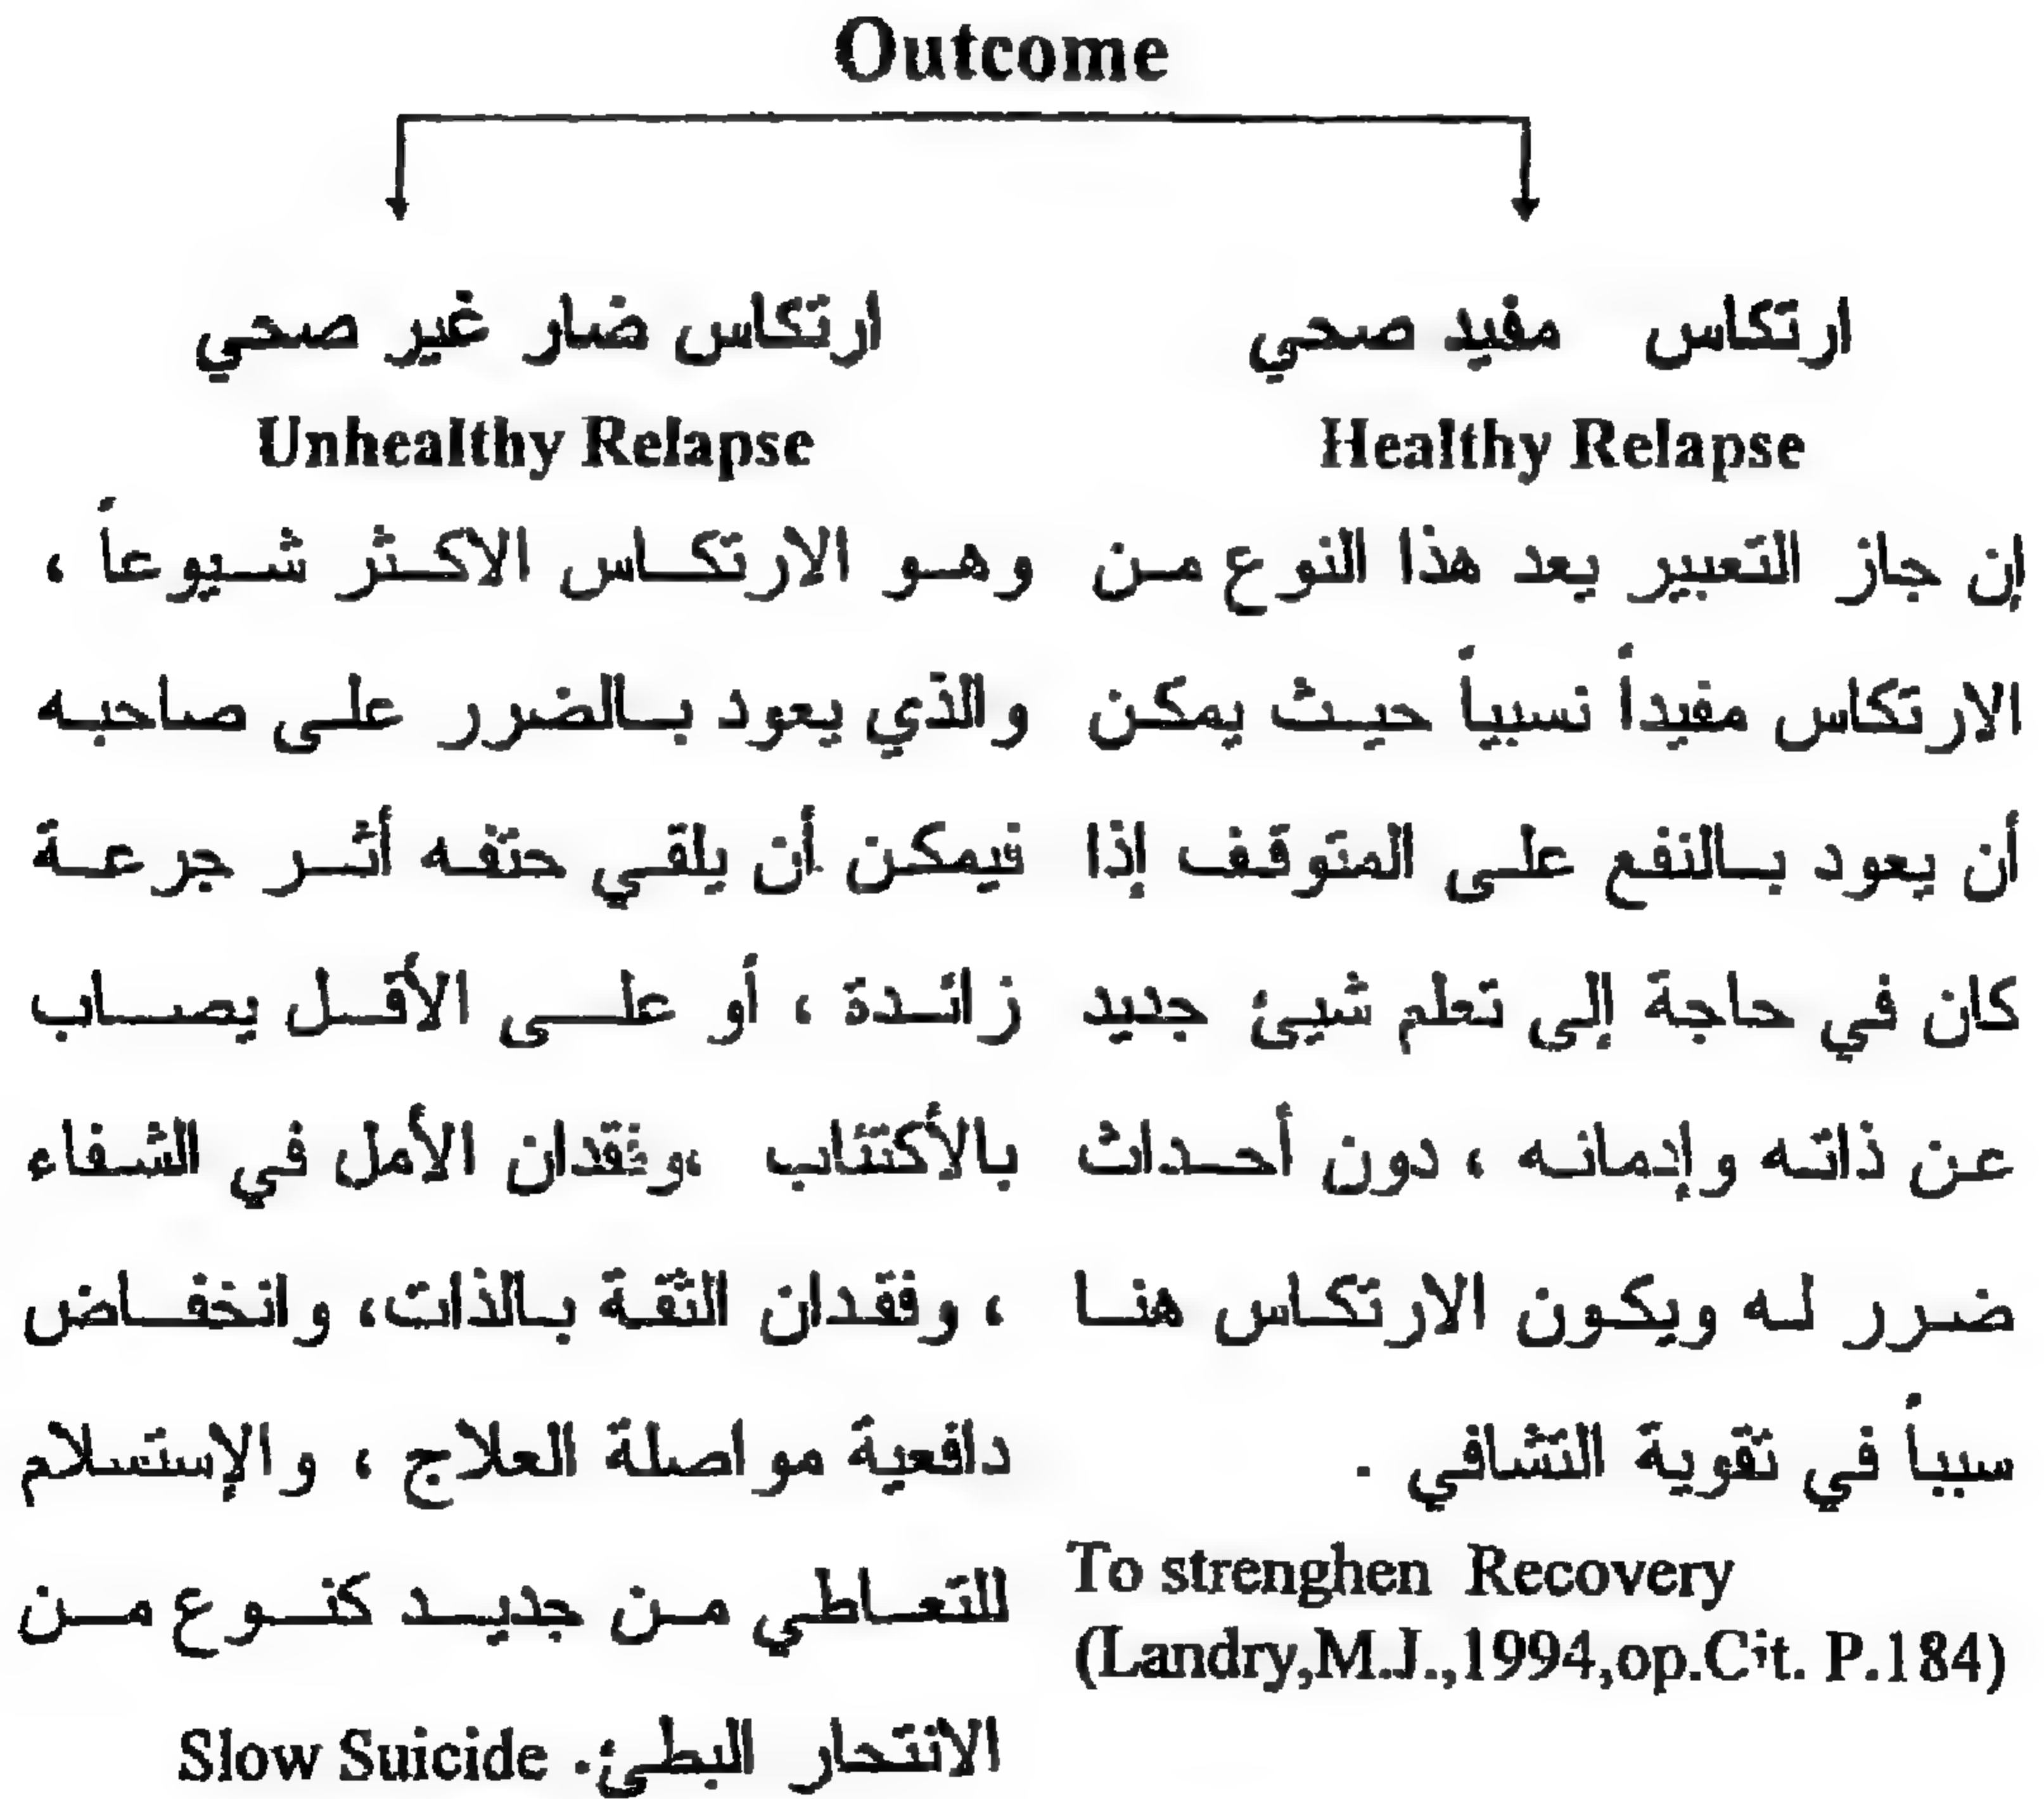 Outcome
ارتكاس مفيد صحي
Healthy Relapse
إن جاز التعبير يعد هذا النوع من
الارتكاس مفيداً نسبياً حيث يمكن
أن يعود بالنفع على المتوقف إذا
كان في حاجة إلى تعلم شيئ جديد
عن ذاته وإدمانه ، دون أحداث
ضرر له ويكون الارتكاس هنا
سبباً في تقوية التشافي .
To strenghen Recovery
(Landry,M.J.,1994,op.Cit. P.184)
ارتكاس ضار غير صحي
Unhealthy Relapse
وهو الارتكاس الاكثر شيوعاً ،
والذي يعود بالضرر على صاحبه
فيمكن أن يلقي حتفه أثر جرعة
زائدة ، أو على الأقل يصاب
بالأكتئاب ،وفقدان الأمل في الشفاء
، وفقدان الثقة بالذات، وانخفاض
دافعية مواصلة العلاج ، والإستسلام
للتعاطي من جديد كنوع من
الانتحار البطئ. Slow Suicide